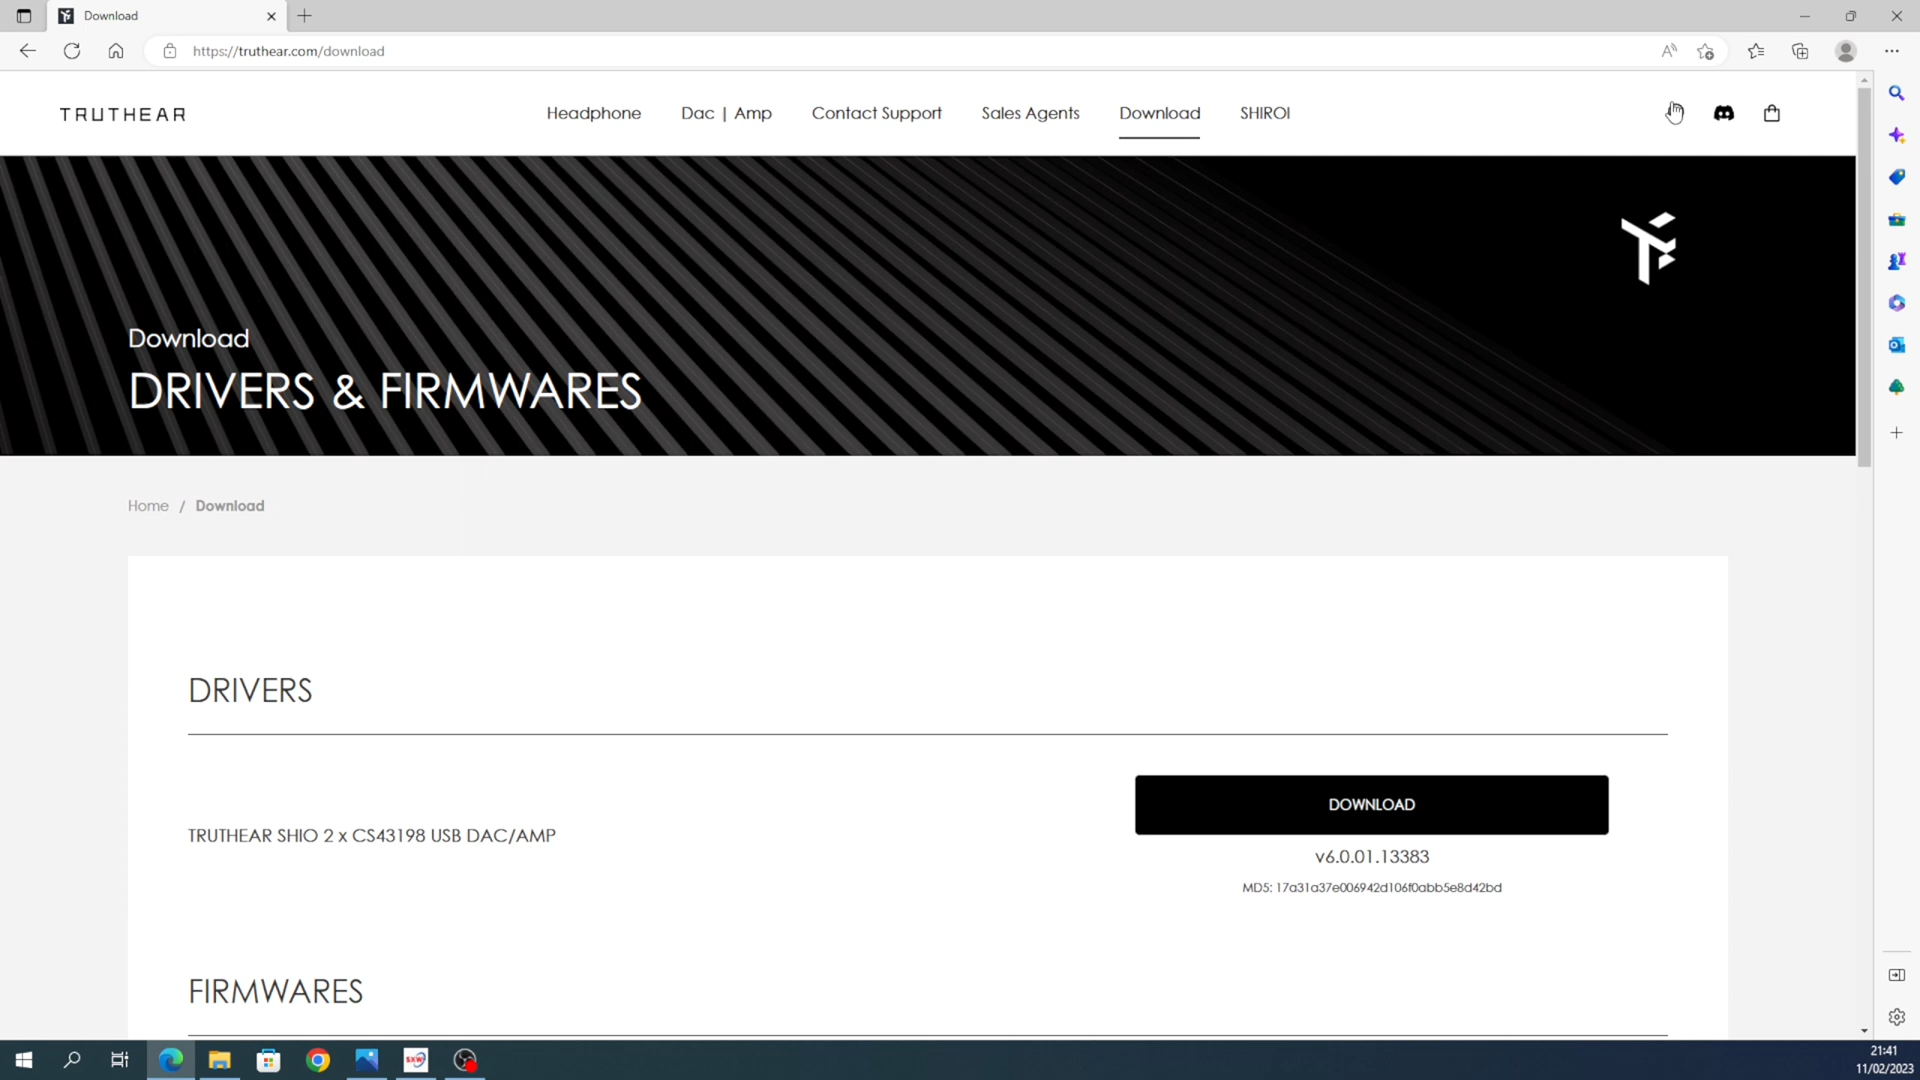 Download
https://truthear.com/download
TRUTHEAR
Headphone
Dac | Amp
Contact Support
Sales Agents
Download
SHIROI
Download
DRIVERS & FIRMWARES
Home / Download
DRIVERS
DOWNLOAD
TRUTHEAR SHIO 2 x CS43198 USB DAC/AMP
v6.0.01.13383
MD5: 17a31a37e006942d106f0abb5e8d42bd
FIRMWARES
SXW
21:41
11/02/2023